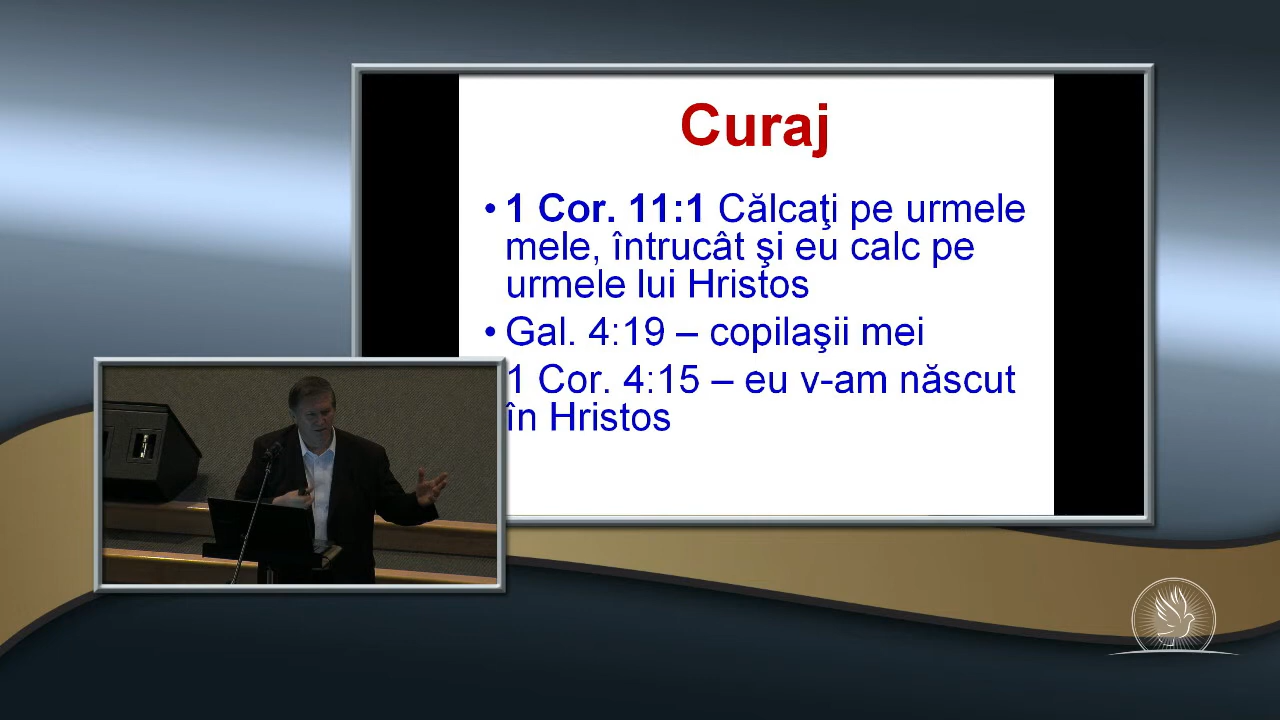 Curaj
• 1 Cor. 11:1 Călcaţi pe urmele
mele, întrucât şi eu calc pe
urmele lui Hristos
• Gal. 4:19 – copilaşii mei
1 Cor. 4:15 – eu v-am născut
în Hristos